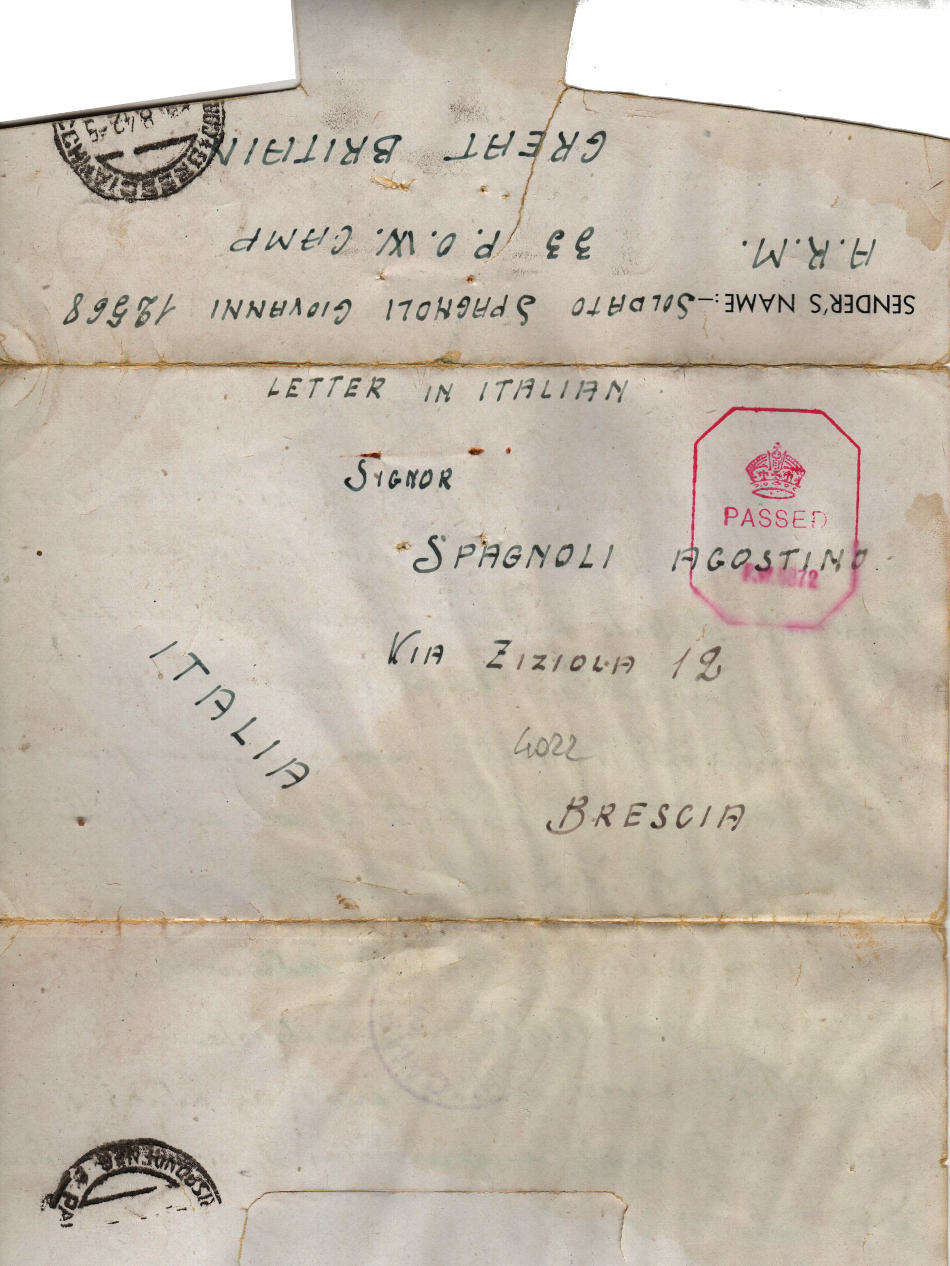 GREAT BRITAIN
A.R.M. 33 P.O.W. CAMP
SENDER'S NAME:— SOLDATO SPAGNOLI GIOVANNI 12568
LETTER IN ITALIAN
SIGNOR
PASSED
SPAGNOLI AGOSTINO
VIA ZIZIOLA 12
ITALIA
4022
BRESCIA